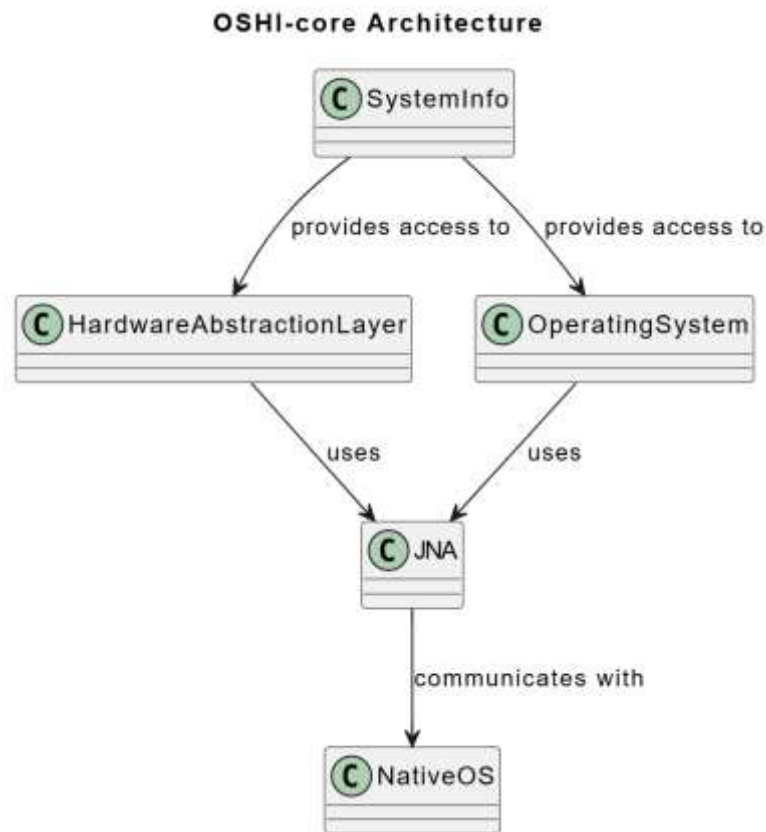 OSHI-core Architecture
C SystemInfo
provides access to
provides access to
C HardwareAbstractionLayer
C OperatingSystem
uses
uses
C JNA
communicates with
C NativeOS